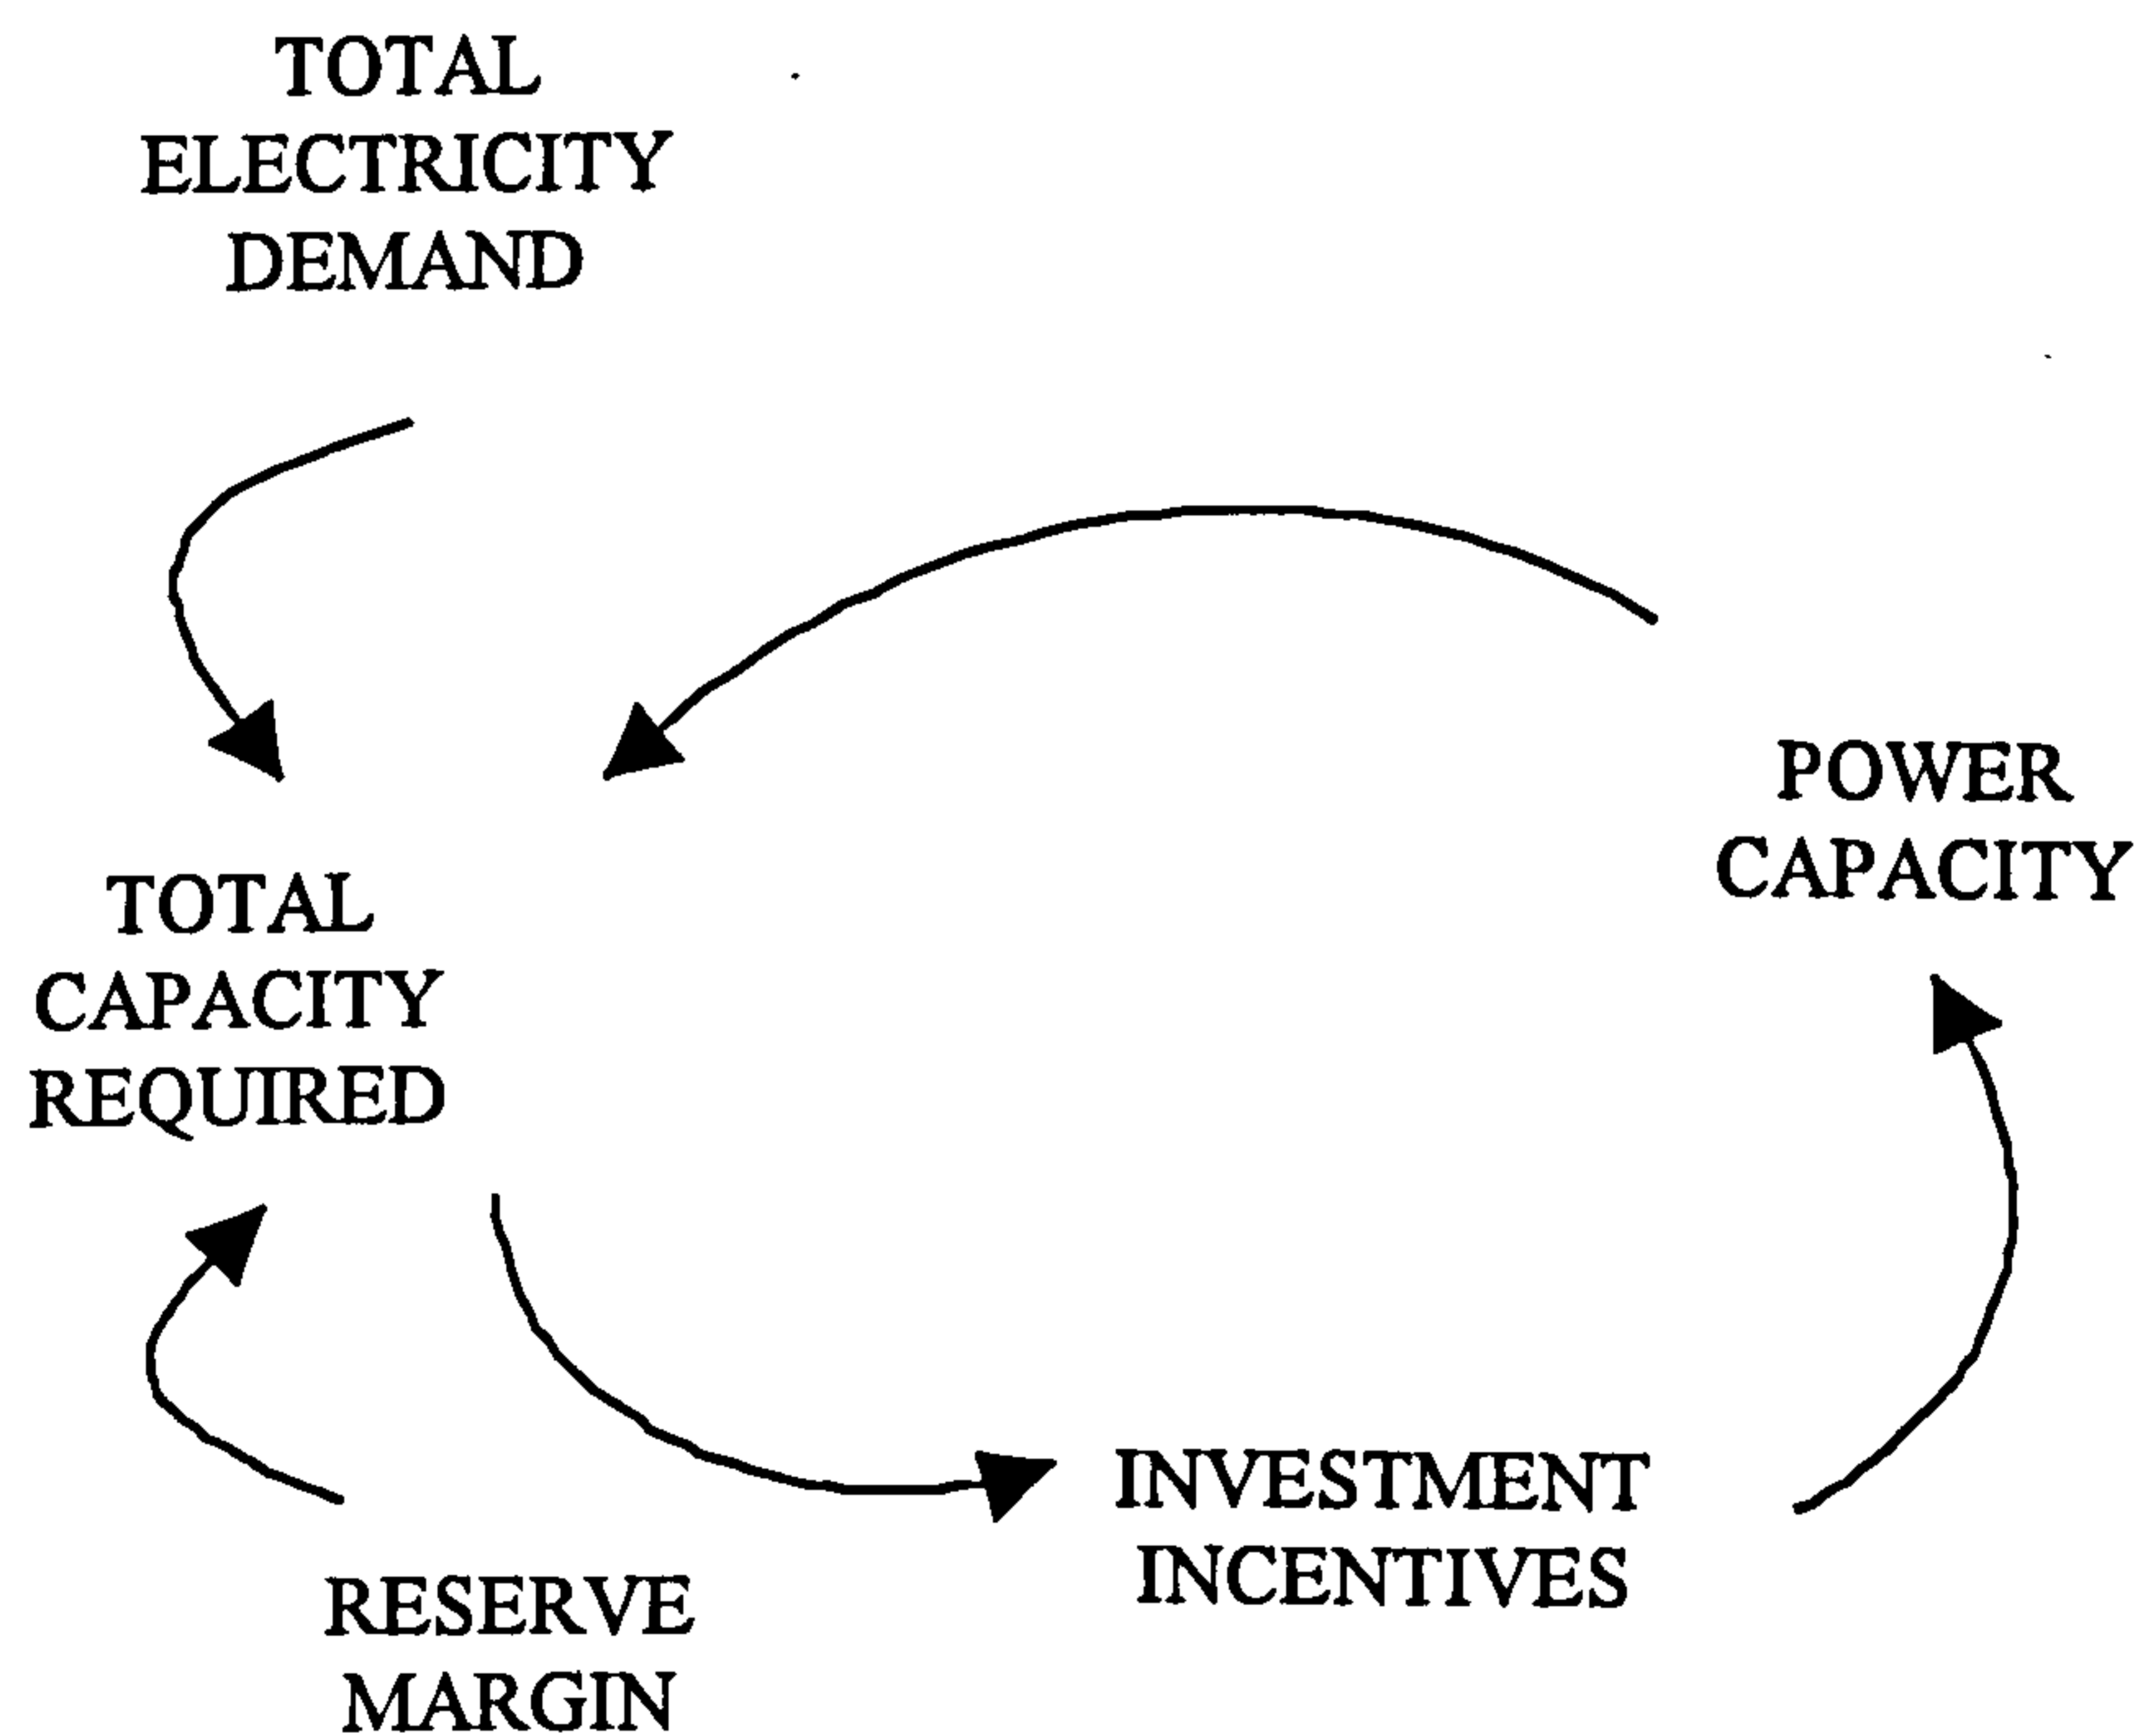 TOTAL
ELECTRICITY
DEMAND
POWER
CAPACITY
TOTAL
CAPACITY
REQUIRED
INVESTMENT
INCENTIVES
RESERVE
MARGIN